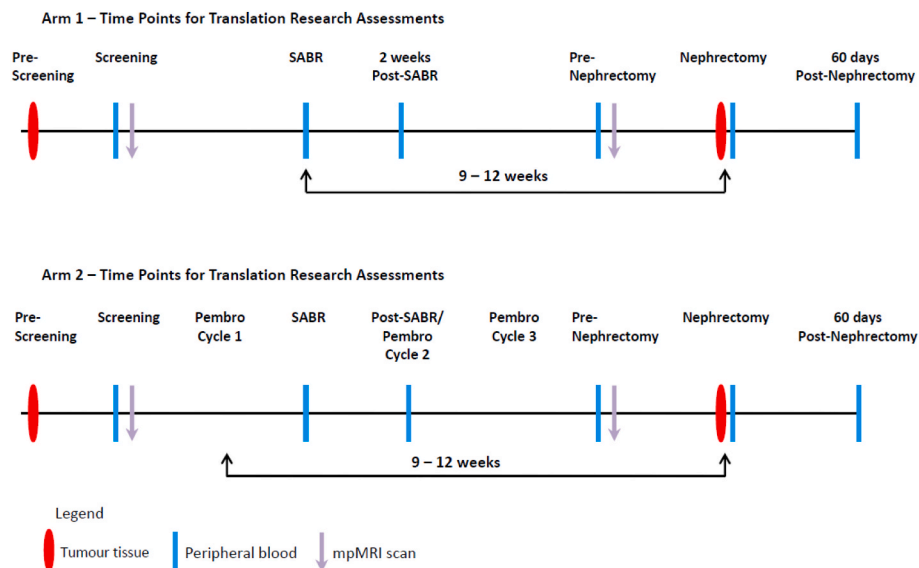 Arm 1 – Time Points for Translation Research Assessments
Pre-
Screening
Screening
SABR
2 weeks
Post-SABR
Pre-
Nephrectomy
Nephrectomy
60 days
Post-Nephrectomy
9 – 12 weeks
Arm 2 – Time Points for Translation Research Assessments
Pre-
Screening
Screening
Pembro
Cycle 1
SABR
Post-SABR/
Pembro
Cycle 2
Pembro
Cycle 3
Pre-
Nephrectomy
Nephrectomy
60 days
Post-Nephrectomy
9 – 12 weeks
Legend
Tumour tissue
Peripheral blood
mpMRI scan